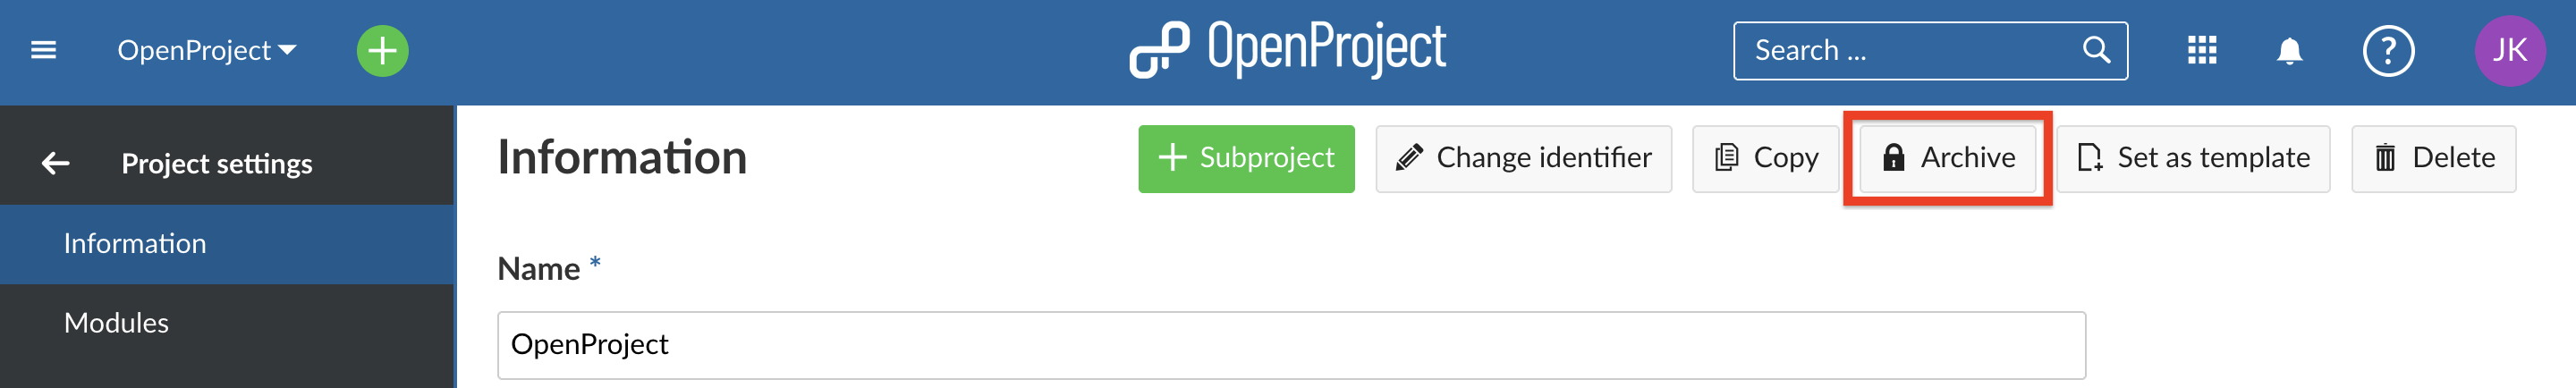 OpenProject
OpenProject
Search ...
?
JK
Project settings
Information
Modules
Information
Subproject
Change identifier
Copy
Archive
Set as template
Delete
Name *
OpenProject